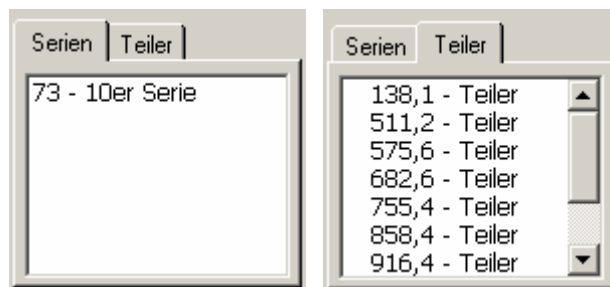 Serien Teiler
73 - 10er Serie
Serien Teiler
138,1 - Teiler
511,2 - Teiler
575,6 - Teiler
682,6 - Teiler
755,4 - Teiler
858,4 - Teiler
916,4 - Teiler